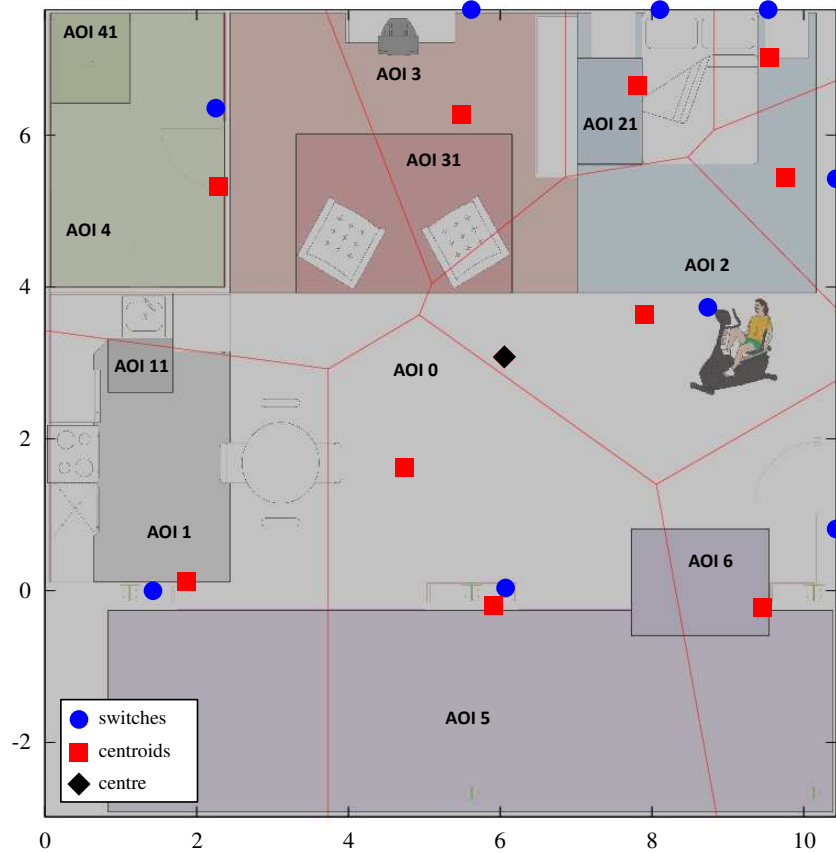 AOI 41
AOI 3
6
AOI 21
AOI 31
AOI 4
AOI 2
4
AOI 11
AOI 0
2
AOI 1
AOI 6
0
AOI 5
switches
-2
centroids
centre
0 2 4 6 8 10